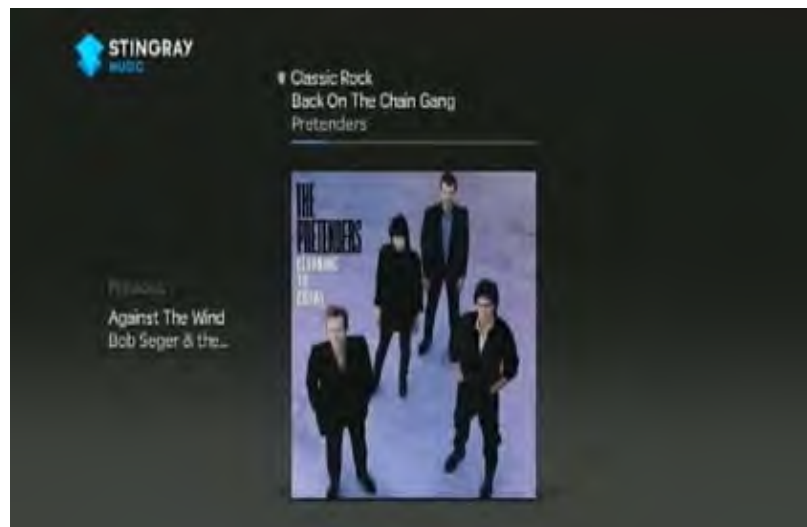 STINGRAY
MUSIC
Classic Rock
Back On The Chain Gang
Pretenders
THE
PRETENDERS
LEARNING
TO
CRAWL
Previous
Against The Wind
Bob Seger & the...